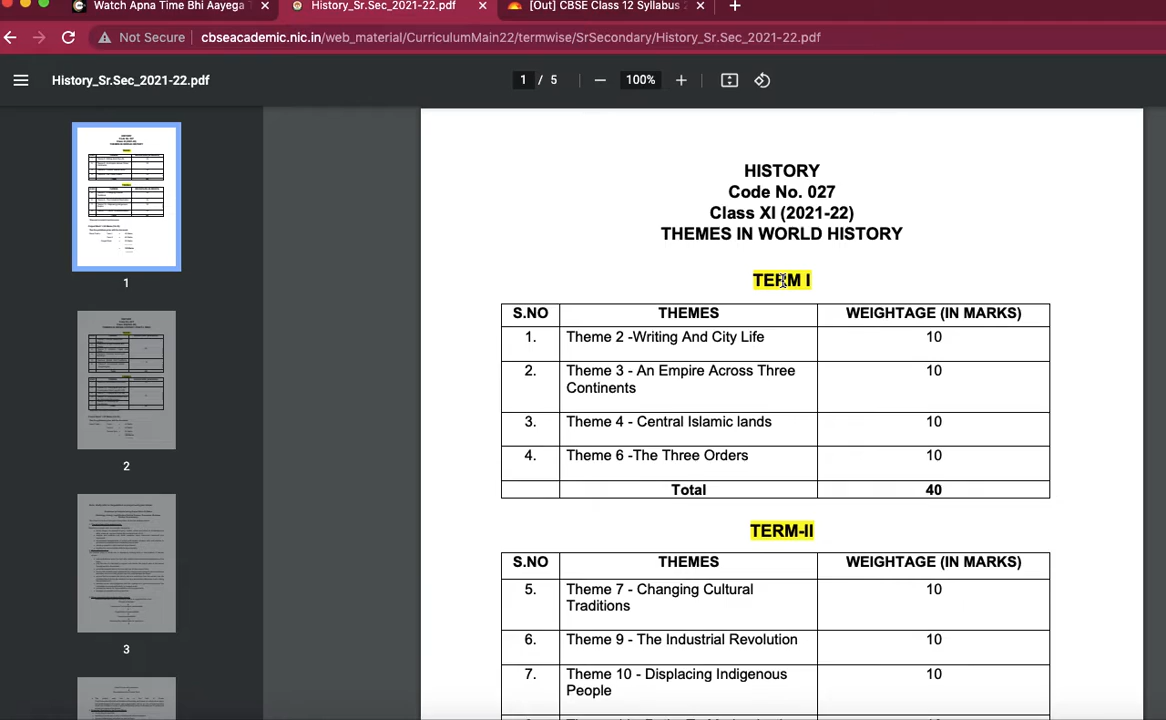 Watch Apna Time Bhi Aayega
History_Sr.Sec_2021-22.pdf
[Out] CBSE Class 12 Syllabus 2
Not Secure
cbseacademic.nic.in/web_material/CurriculumMain22/termwise/SrSecondary/History_Sr.Sec_2021-22.pdf
History_Sr.Sec_2021-22.pdf
1 / 5
100%
1
2
3
HISTORY
Code No. 027
Class XI (2021-22)
THEMES IN WORLD HISTORY
TERM I
S.NO THEMES WEIGHTAGE (IN MARKS)
1. Theme 2 -Writing And City Life 10
2. Theme 3 - An Empire Across Three 10
Continents
3. Theme 4 - Central Islamic lands 10
4. Theme 6 -The Three Orders 10
Total 40
TERM-II
S.NO THEMES WEIGHTAGE (IN MARKS)
5. Theme 7 - Changing Cultural 10
Traditions
6. Theme 9 - The Industrial Revolution 10
7. Theme 10 - Displacing Indigenous 10
People